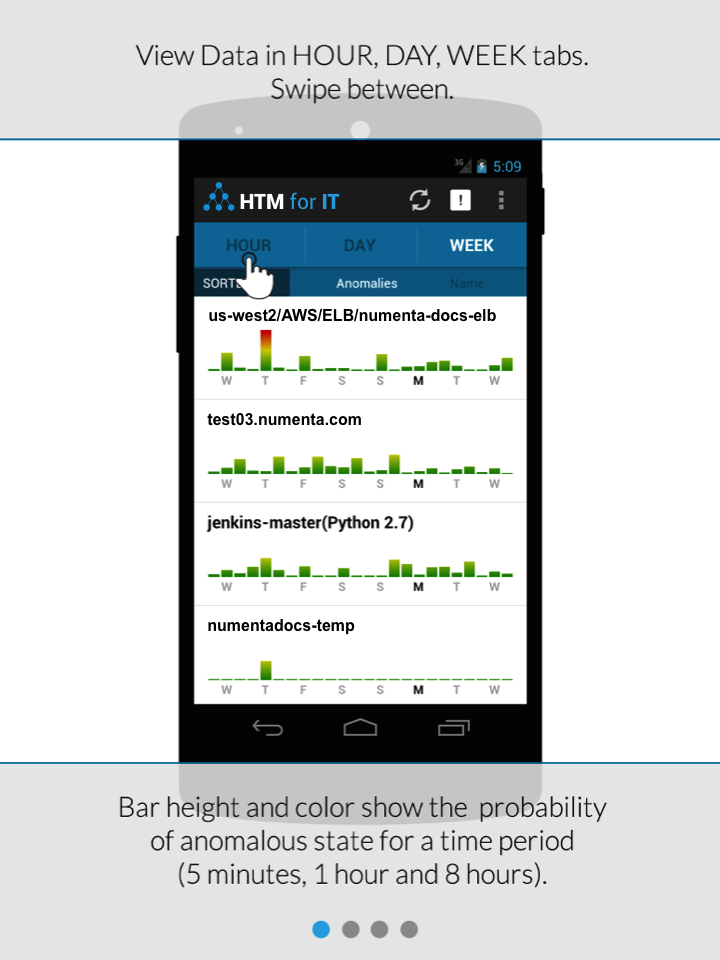 View Data in HOUR, DAY, WEEK tabs.
Swipe between.
3G 5:09
HTM for IT
HOUR DAY WEEK
Anomalies Name
us-west2/AWS/ELB/numenta-docs-elb
W T F S S M T W
test03.numenta.com
W T F S S M T W
jenkins-master(Python 2.7)
W T F S S M T W
numentadocs-temp
W T F S S M T W
Bar height and color show the probability
of anomalous state for a time period
(5 minutes, 1 hour and 8 hours).